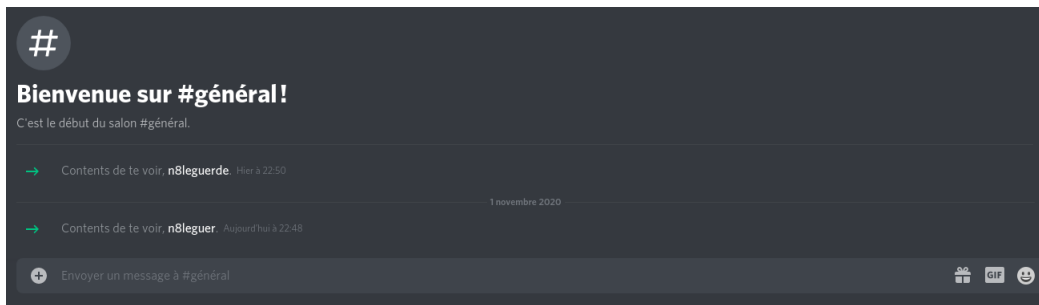 #
Bienvenue sur #général !
C'est le début du salon #général.
Contents de te voir, n8leguerde. Hier à 22:50
1 novembre 2020
Contents de te voir, n8leguer. Aujourd'hui à 22:48
Envoyer un message à #général
GIF